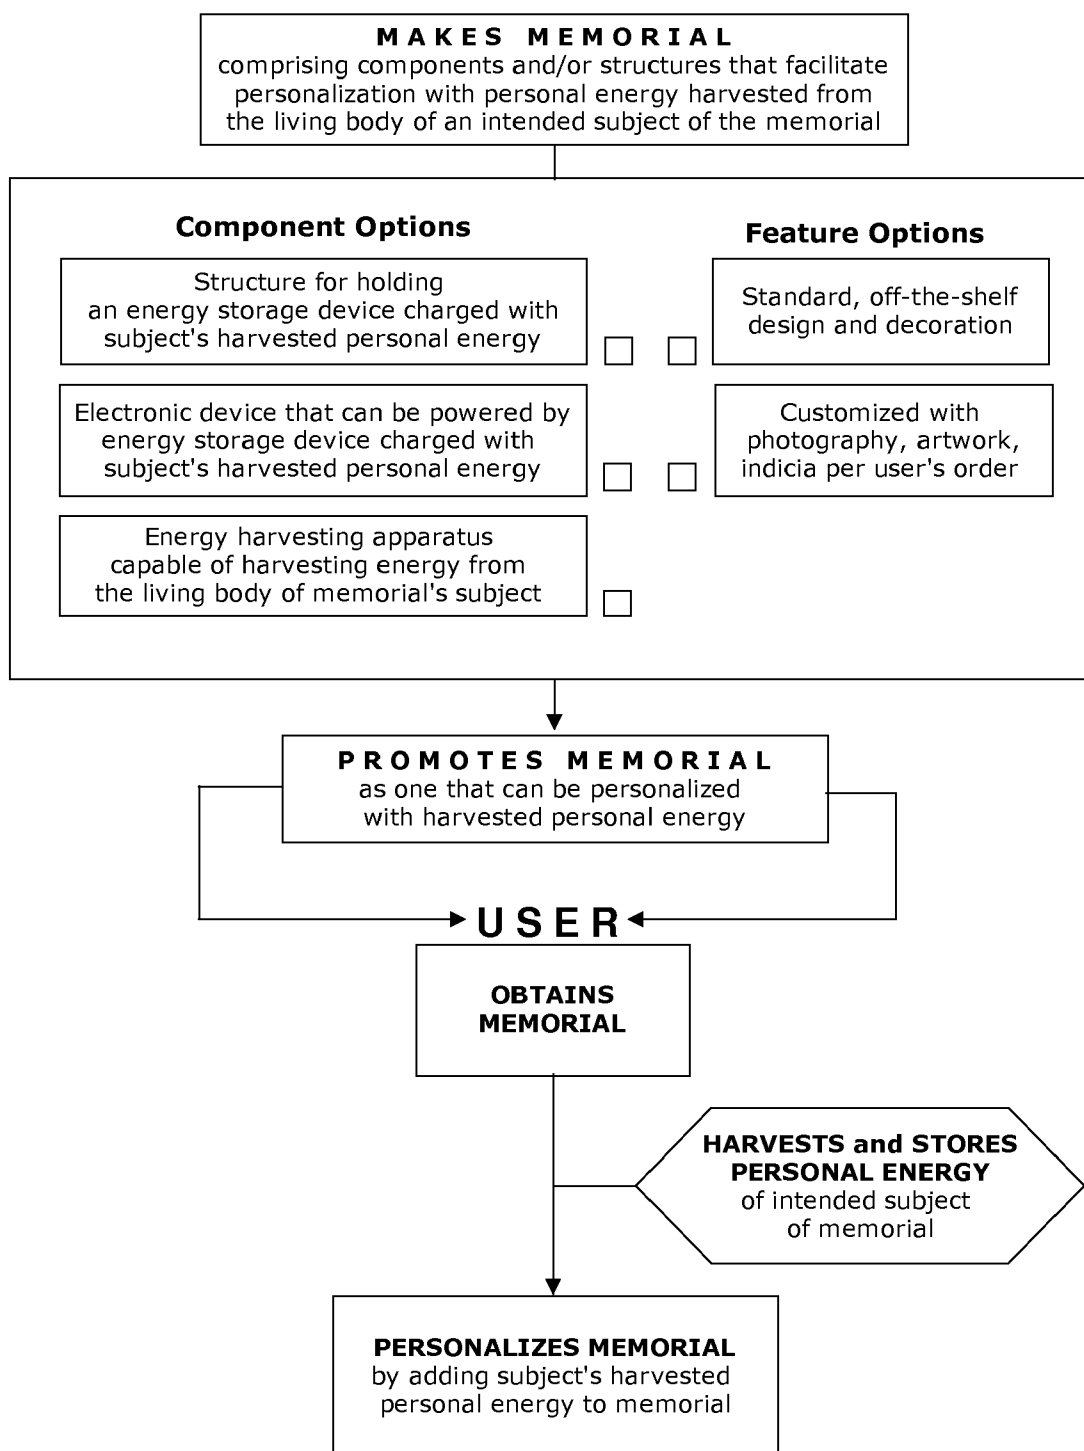 MAKES MEMORIAL
comprising components and/or structures that facilitate
personalization with personal energy harvested from
the living body of an intended subject of the memorial
Component Options
Structure for holding
an energy storage device charged with
subject's harvested personal energy
Electronic device that can be powered by
energy storage device charged with
subject's harvested personal energy
Energy harvesting apparatus
capable of harvesting energy from
the living body of memorial's subject
Feature Options
Standard, off-the-shelf
design and decoration
Customized with
photography, artwork,
indicia per user's order
PROMOTES MEMORIAL
as one that can be personalized
with harvested personal energy
USER
OBTAINS
MEMORIAL
HARVESTS and STORES
PERSONAL ENERGY
of intended subject
of memorial
PERSONALIZES MEMORIAL
by adding subject's harvested
personal energy to memorial